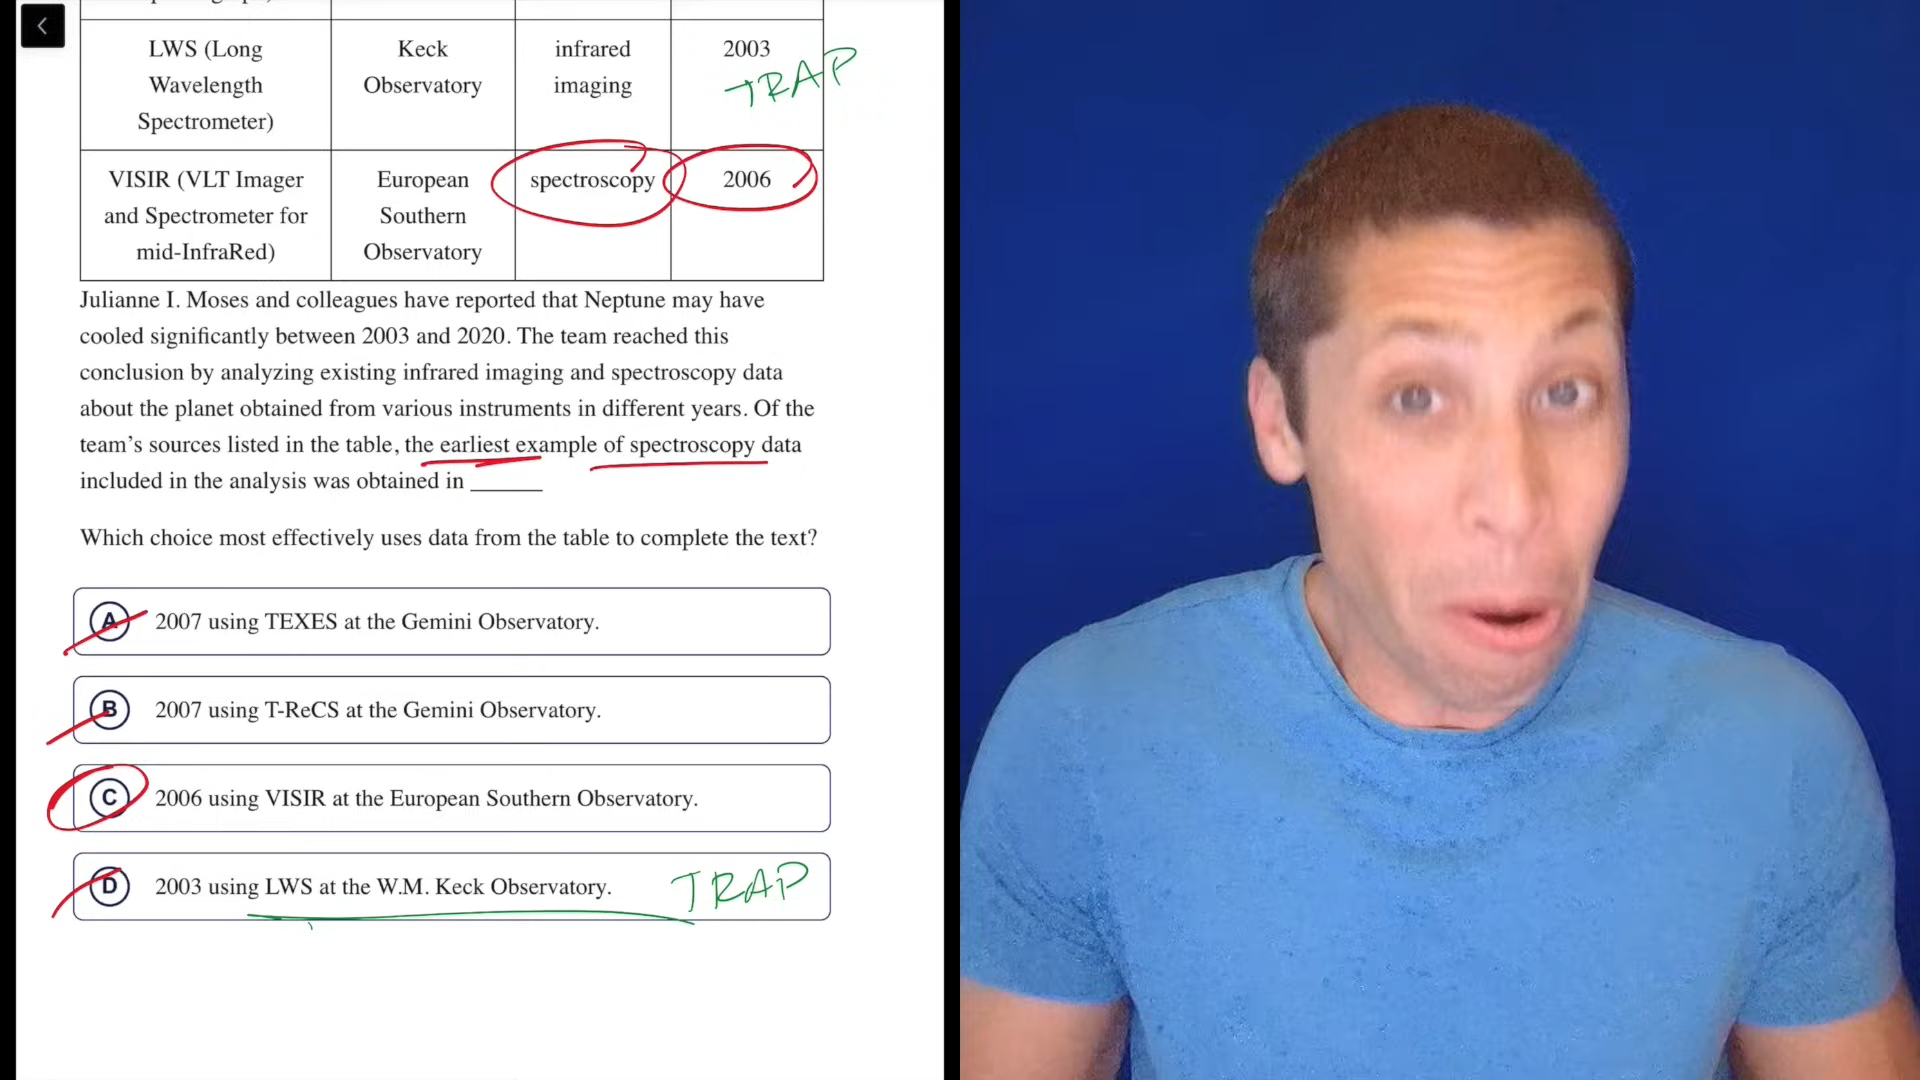 LWS (Long
Wavelength
Spectrometer)
Keck
Observatory
infrared
imaging
2003
TRAP
VISIR (VLT Imager
and Spectrometer for
mid-InfraRed)
European
Southern
Observatory
spectroscopy
2006
Julianne I. Moses and colleagues have reported that Neptune may have
cooled significantly between 2003 and 2020. The team reached this
conclusion by analyzing existing infrared imaging and spectroscopy data
about the planet obtained from various instruments in different years. Of the
team’s sources listed in the table, the earliest example of spectroscopy data
included in the analysis was obtained in ______
Which choice most effectively uses data from the table to complete the text?
A 2007 using TEXES at the Gemini Observatory.
B 2007 using T-ReCS at the Gemini Observatory.
C 2006 using VISIR at the European Southern Observatory.
D 2003 using LWS at the W.M. Keck Observatory. TRAP